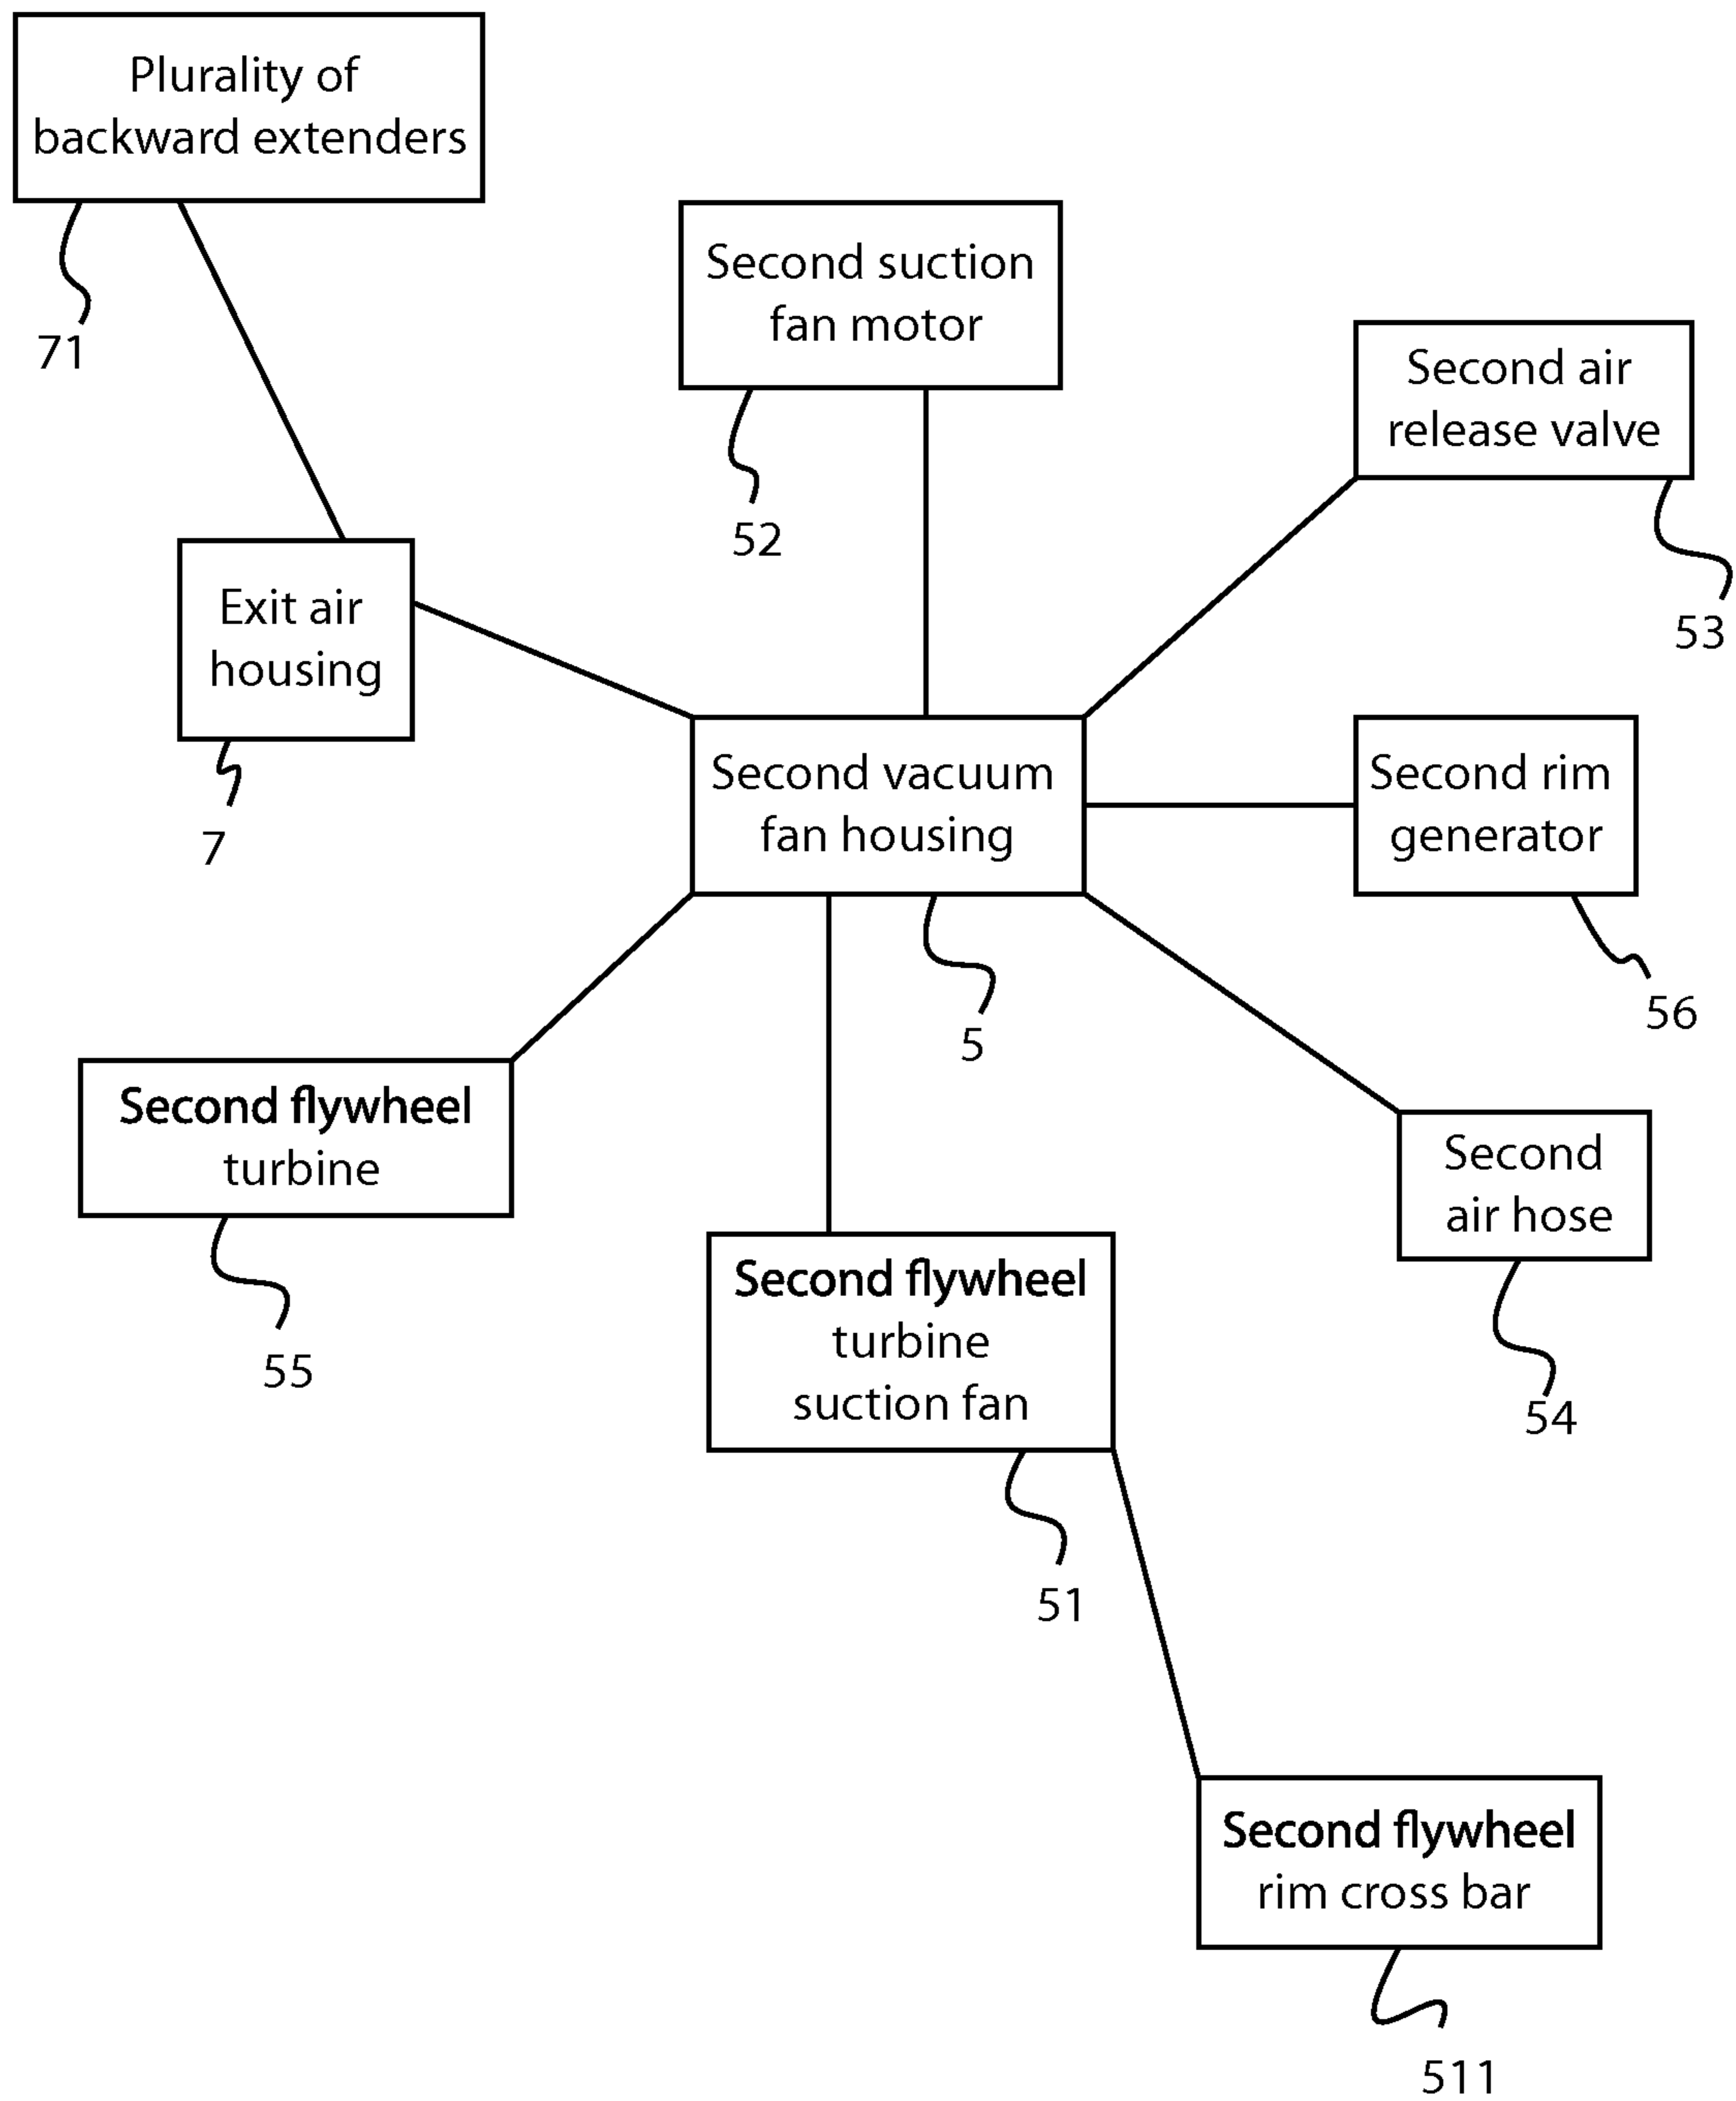 Plurality of
backward extenders
71
Second suction
fan motor
52
Second air
release valve
53
Exit air
housing
7
Second vacuum
fan housing
5
Second rim
generator
56
Second flywheel
turbine
55
Second flywheel
turbine
suction fan
51
Second
air hose
54
Second flywheel
rim cross bar
511